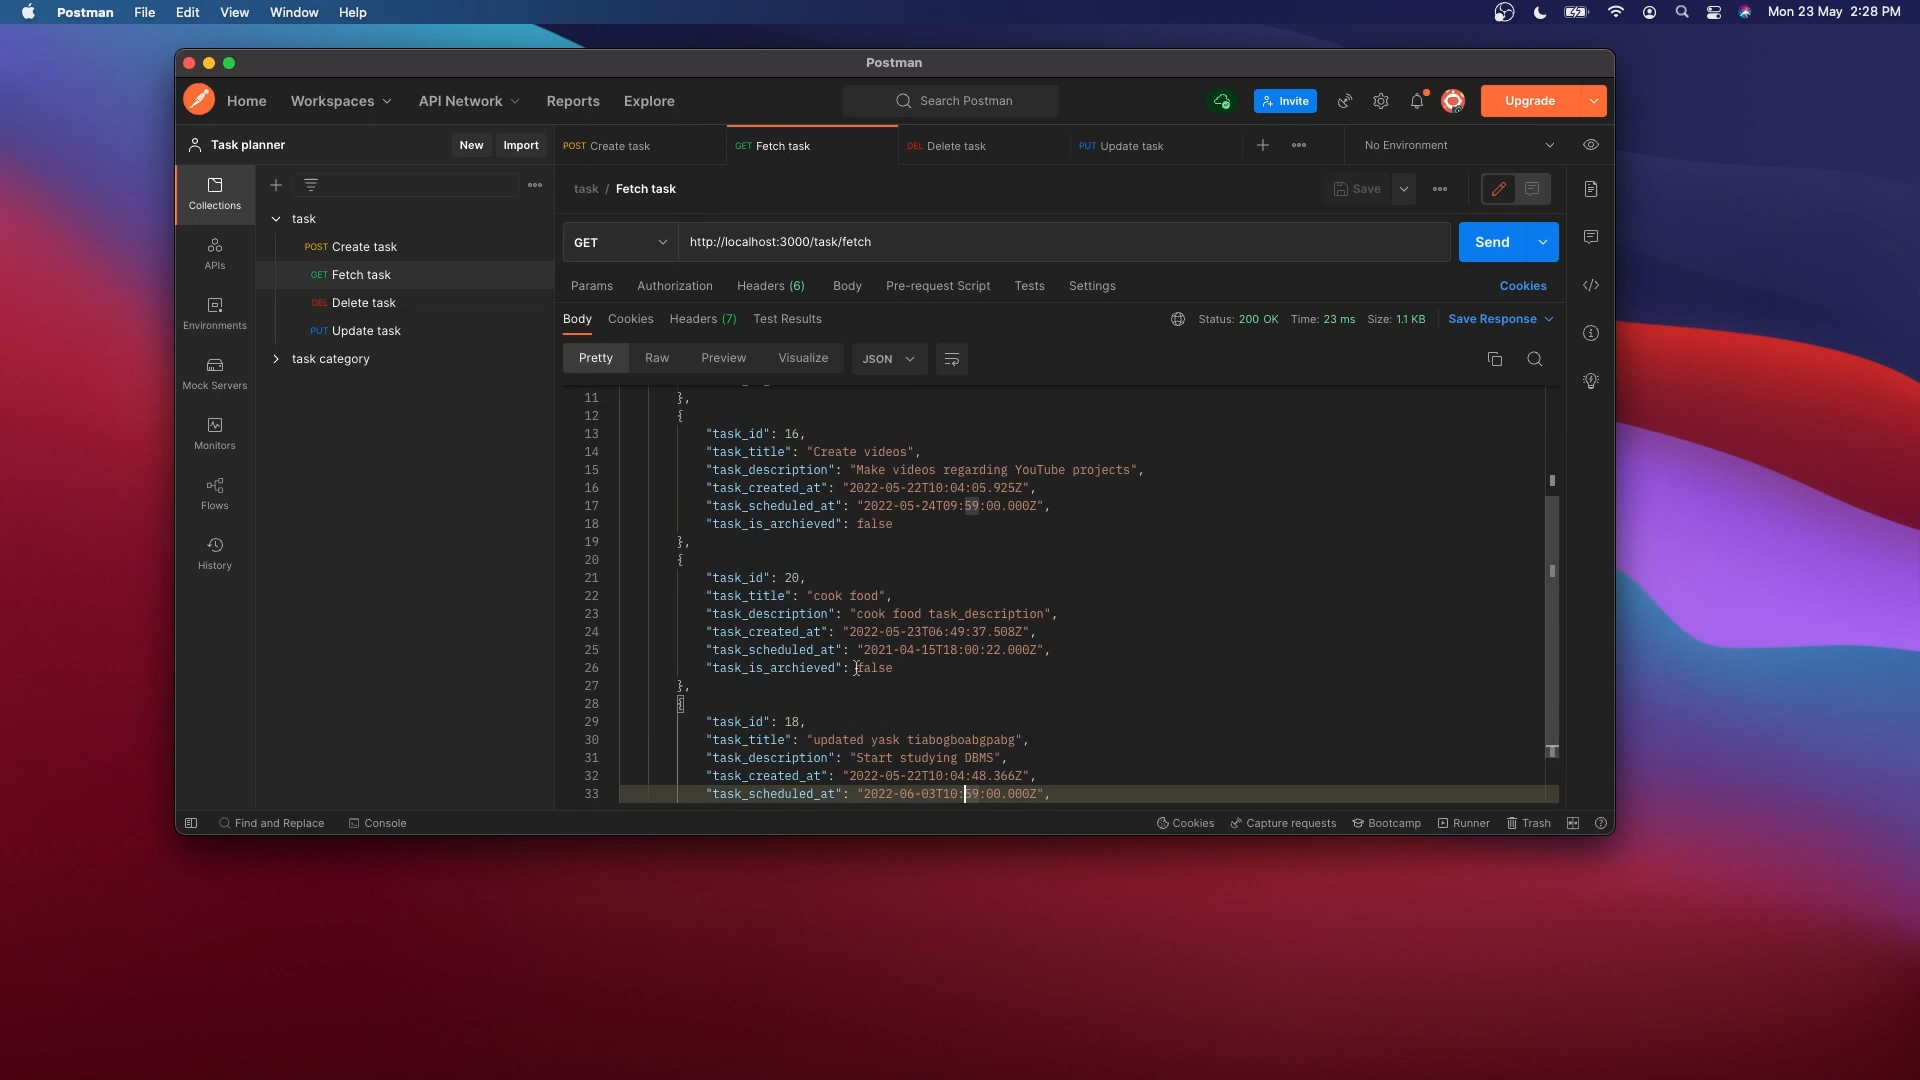 Postman File Edit View Window Help Mon 23 May 2:28 PM
Postman
Home Workspaces API Network Reports Explore Search Postman Invite Upgrade
Task planner New Import POST Create task GET Fetch task DEL Delete task PUT Update task No Environment
Collections
APIs
Environments
Mock Servers
Monitors
Flows
History
task
POST Create task
GET Fetch task
DEL Delete task
PUT Update task
task category
task / Fetch task Save
GET http://localhost:3000/task/fetch Send
Params Authorization Headers (6) Body Pre-request Script Tests Settings Cookies
Body Cookies Headers (7) Test Results Status: 200 OK Time: 23 ms Size: 1.1 KB Save Response
Pretty Raw Preview Visualize JSON
11 },
12 {
13 "task_id": 16,
14 "task_title": "Create videos",
15 "task_description": "Make videos regarding YouTube projects",
16 "task_created_at": "2022-05-22T10:04:05.925Z",
17 "task_scheduled_at": "2022-05-24T09:59:00.000Z",
18 "task_is_archieved": false
19 },
20 {
21 "task_id": 20,
22 "task_title": "cook food",
23 "task_description": "cook food task_description",
24 "task_created_at": "2022-05-23T06:49:37.508Z",
25 "task_scheduled_at": "2021-04-15T18:00:22.000Z",
26 "task_is_archieved": false
27 },
28 {
29 "task_id": 18,
30 "task_title": "updated yask tiabogboabgpabg",
31 "task_description": "Start studying DBMS",
32 "task_created_at": "2022-05-22T10:04:48.366Z",
33 "task_scheduled_at": "2022-06-03T10:59:00.000Z",
Find and Replace Console Cookies Capture requests Bootcamp Runner Trash